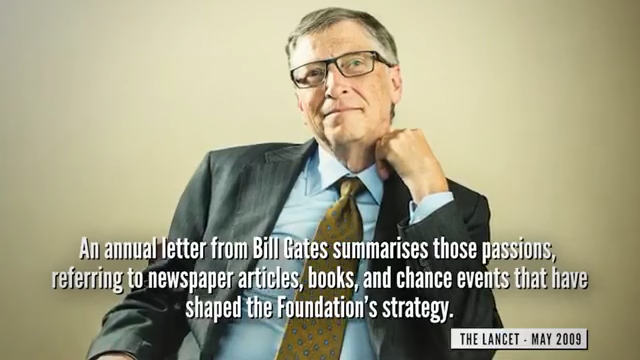 An annual letter from Bill Gates summarises those passions,
referring to newspaper articles, books, and chance events that have
shaped the Foundation's strategy.
THE LANCET - MAY 2009